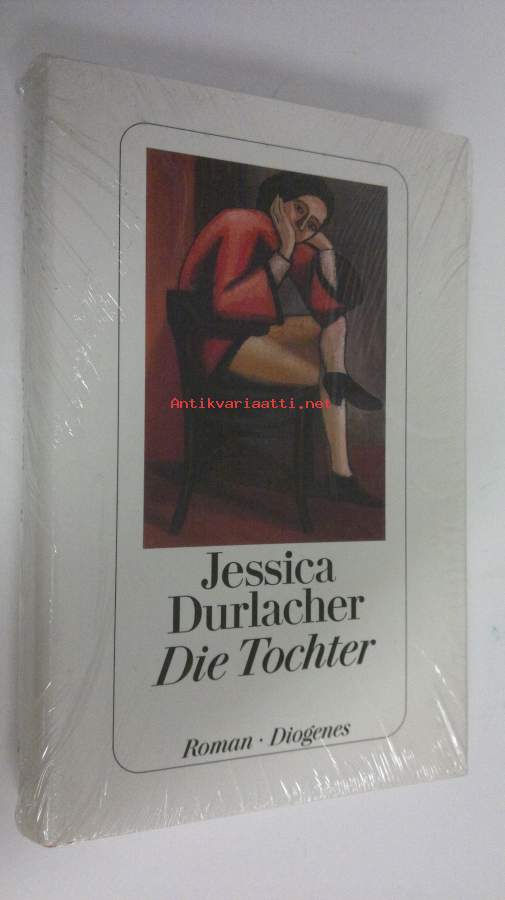 Antikvariaatti.net
Jessica
Durlacher
Die Tochter
Roman · Diogenes